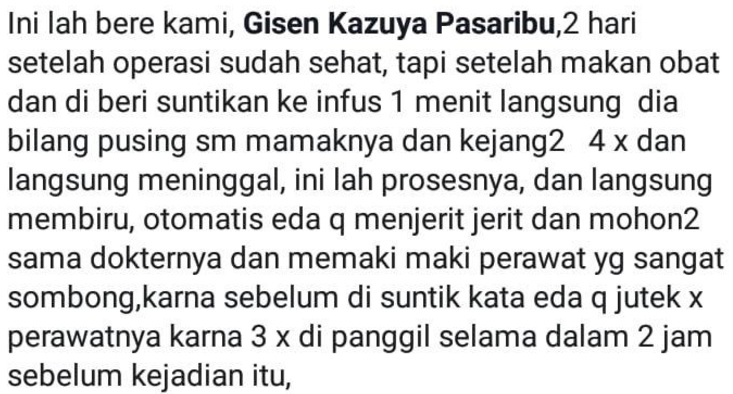 Ini lah bere kami, Gisen Kazuya Pasaribu,2 hari
setelah operasi sudah sehat, tapi setelah makan obat
dan di beri suntikan ke infus 1 menit langsung  dia
bilang pusing sm mamaknya dan kejang2   4 x dan
langsung meninggal, ini lah prosesnya, dan langsung
membiru, otomatis eda q menjerit jerit dan mohon2
sama dokternya dan memaki maki perawat yg sangat
sombong,karna sebelum di suntik kata eda q jutek x
perawatnya karna 3 x di panggil selama dalam 2 jam
sebelum kejadian itu,